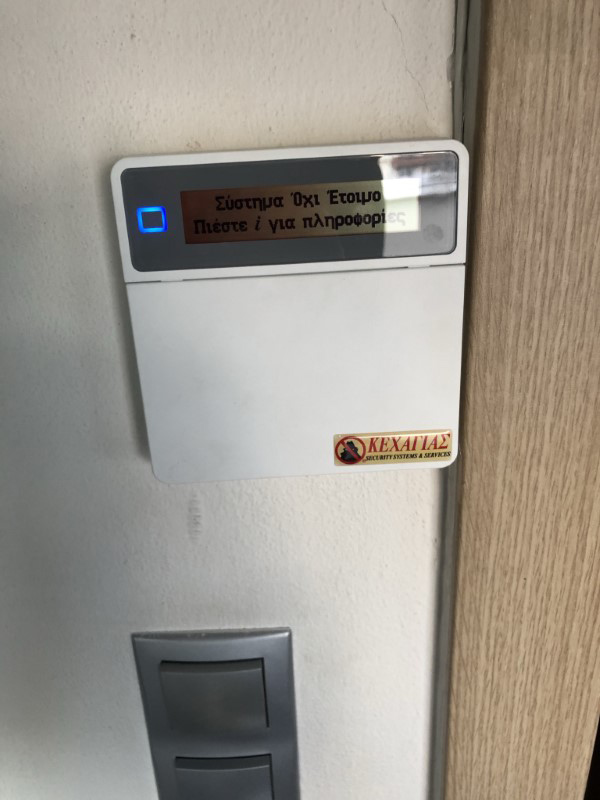 Σύστημα Όχι Έτοιμο
Πιέστε i για πληροφορίες
ΚΕΧΑΓΙΑΣ
SECURITY SYSTEMS & SERVICES